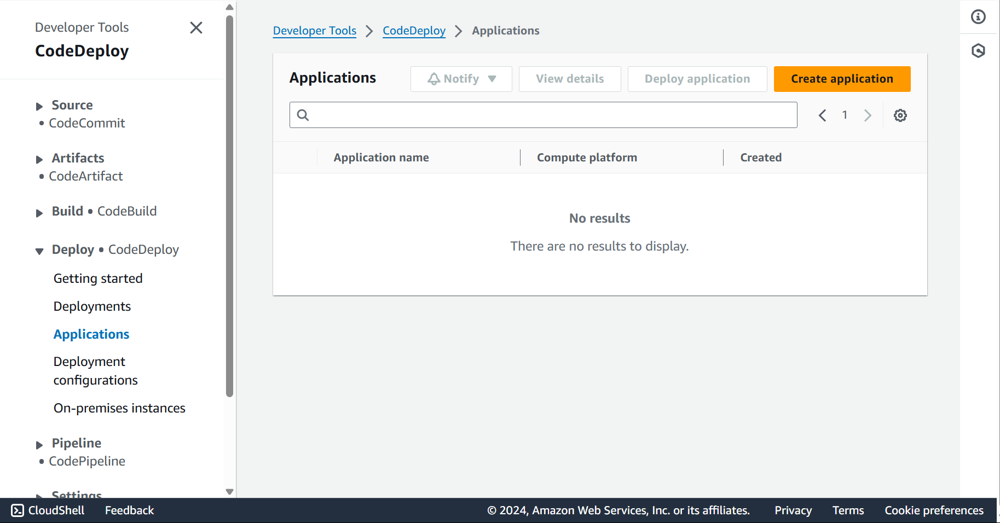 Developer Tools
CodeDeploy
Source
• CodeCommit
Artifacts
• CodeArtifact
Build • CodeBuild
Deploy • CodeDeploy
Getting started
Deployments
Applications
Deployment
configurations
On-premises instances
Pipeline
• CodePipeline
Settings
Developer Tools > CodeDeploy > Applications
Applications
Notify
View details
Deploy application
Create application
1
Application name
Compute platform
Created
No results
There are no results to display.
CloudShell
Feedback
© 2024, Amazon Web Services, Inc. or its affiliates.
Privacy
Terms
Cookie preferences